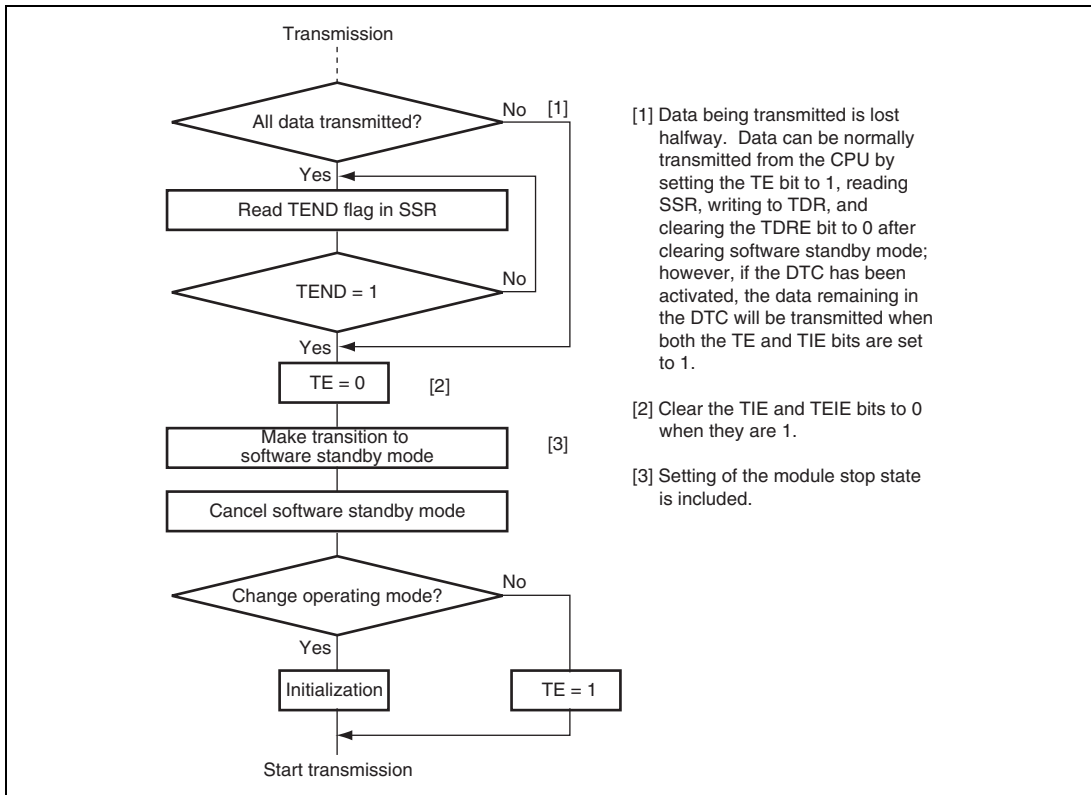 Transmission
All data transmitted?
No
[1]
Yes
Read TEND flag in SSR
TEND = 1
No
Yes
TE = 0
[2]
Make transition to
software standby mode
[3]
Cancel software standby mode
Change operating mode?
No
Yes
Initialization
TE = 1
Start transmission
[1] Data being transmitted is lost
halfway. Data can be normally
transmitted from the CPU by
setting the TE bit to 1, reading
SSR, writing to TDR, and
clearing the TDRE bit to 0 after
clearing software standby mode;
however, if the DTC has been
activated, the data remaining in
the DTC will be transmitted when
both the TE and TIE bits are set
to 1.
[2] Clear the TIE and TEIE bits to 0
when they are 1.
[3] Setting of the module stop state
is included.